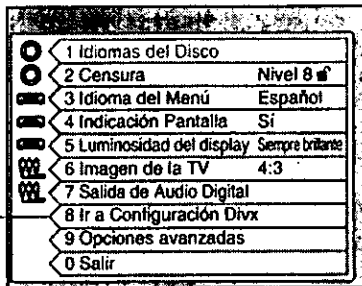 1 Idiomas del Disco
2 Censura Nivel 8
3 Idioma del Menú Español
4 Indicación Pantalla Sí
5 Luminosidad del display Siempre brillante
6 Imagen de la TV 4:3
7 Salida de Audio Digital
8 Ir a Configuración Divx
9 Opciones avanzadas
0 Salir